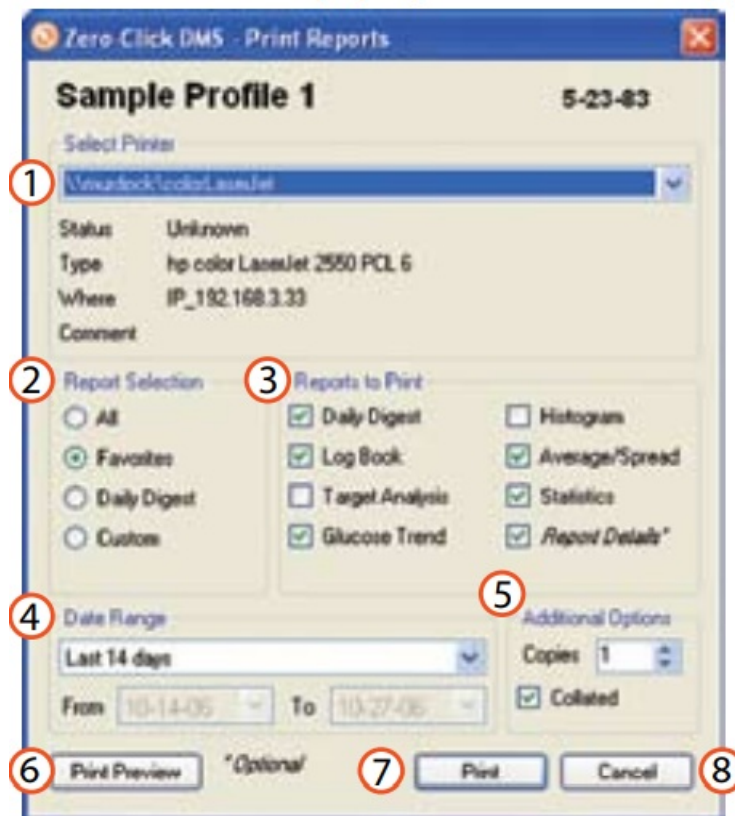 Zero-Click DMS - Print Reports
Sample Profile 1 5-23-83
Select Printer
1 \\murdock\colorLaserJet
Status Unknown
Type hp color LaserJet 2550 PCL 6
Where IP_192.168.3.33
Comment
2 Report Selection 3 Reports to Print
All Daily Digest Histogram
Favorites Log Book Average/Spread
Daily Digest Target Analysis Statistics
Custom Glucose Trend Report Details*
5
4 Date Range Additional Options
Last 14 days Copies 1
From 10-14-06 To 10-27-06 Collated
6 Print Preview *Optional 7 Print Cancel 8